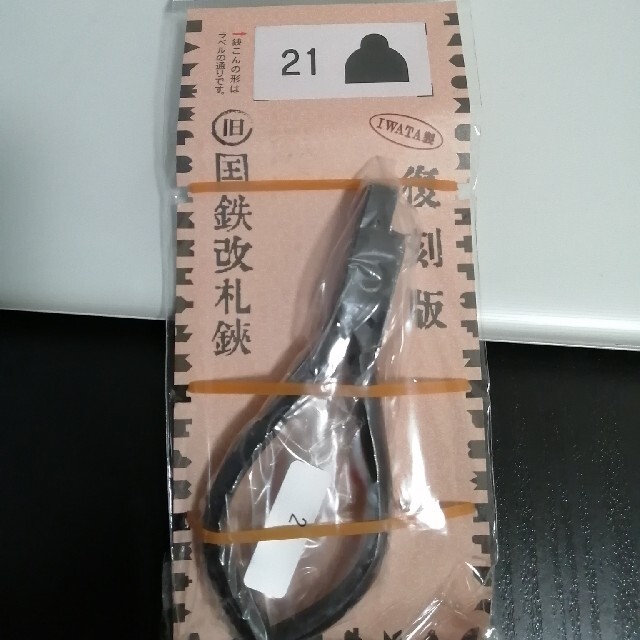 →鋏こんの形は
ラベルの通りです。
21
IWATA製
復刻版
旧
国鉄改札鋏
2